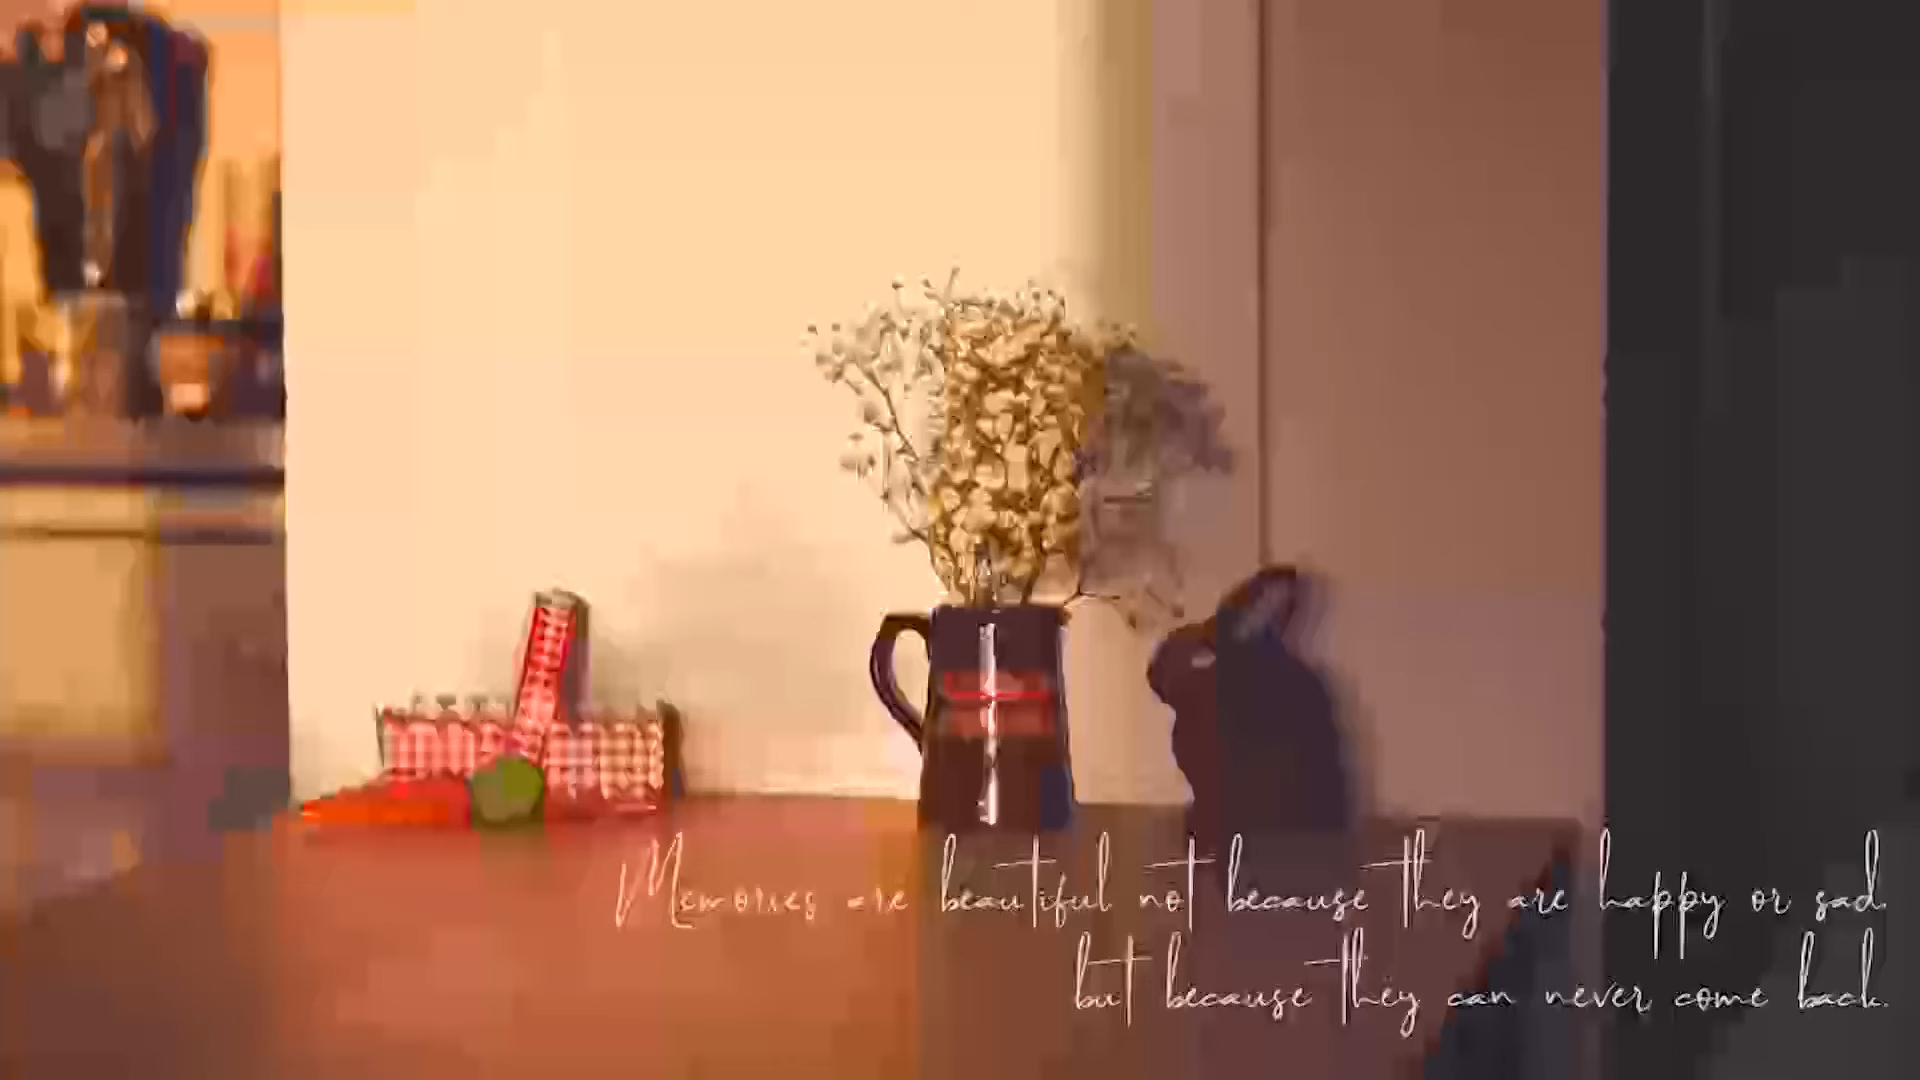 Memories are beautiful not because they are happy or sad.
but because they can never come back.